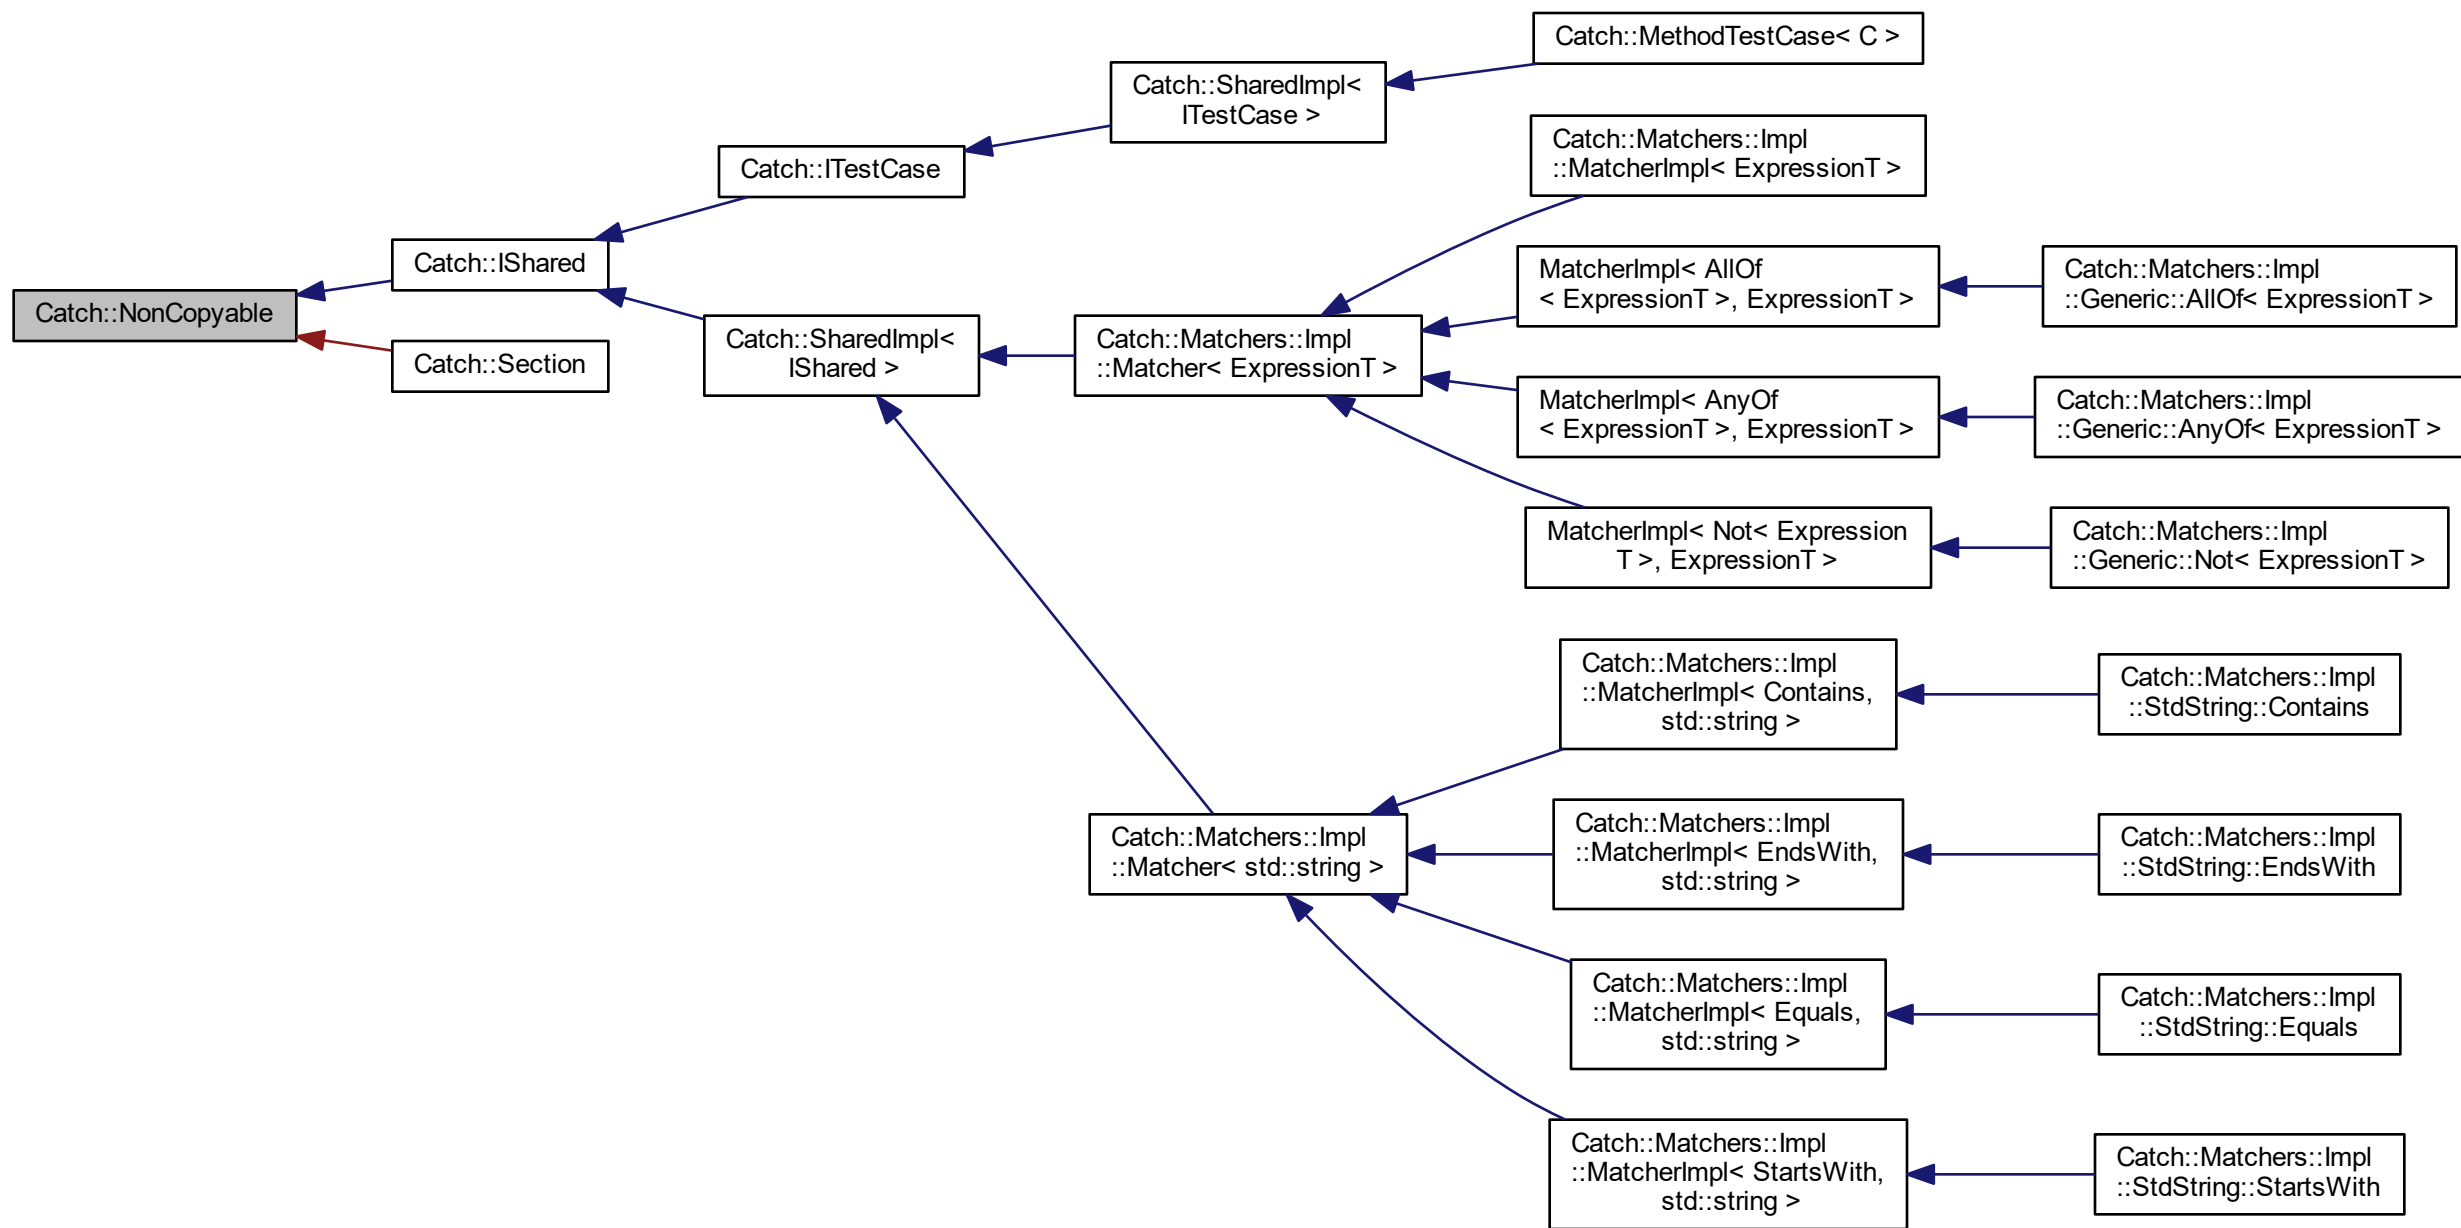 Catch::NonCopyable
Catch::IShared
Catch::Section
Catch::ITestCase
Catch::SharedImpl<
IShared >
Catch::SharedImpl<
ITestCase >
Catch::Matchers::Impl
::Matcher< ExpressionT >
Catch::Matchers::Impl
::Matcher< std::string >
Catch::MethodTestCase< C >
Catch::Matchers::Impl
::MatcherImpl< ExpressionT >
MatcherImpl< AllOf
< ExpressionT >, ExpressionT >
MatcherImpl< AnyOf
< ExpressionT >, ExpressionT >
MatcherImpl< Not< Expression
T >, ExpressionT >
Catch::Matchers::Impl
::MatcherImpl< Contains,
std::string >
Catch::Matchers::Impl
::MatcherImpl< EndsWith,
std::string >
Catch::Matchers::Impl
::MatcherImpl< Equals,
std::string >
Catch::Matchers::Impl
::MatcherImpl< StartsWith,
std::string >
Catch::Matchers::Impl
::Generic::AllOf< ExpressionT >
Catch::Matchers::Impl
::Generic::AnyOf< ExpressionT >
Catch::Matchers::Impl
::Generic::Not< ExpressionT >
Catch::Matchers::Impl
::StdString::Contains
Catch::Matchers::Impl
::StdString::EndsWith
Catch::Matchers::Impl
::StdString::Equals
Catch::Matchers::Impl
::StdString::StartsWith